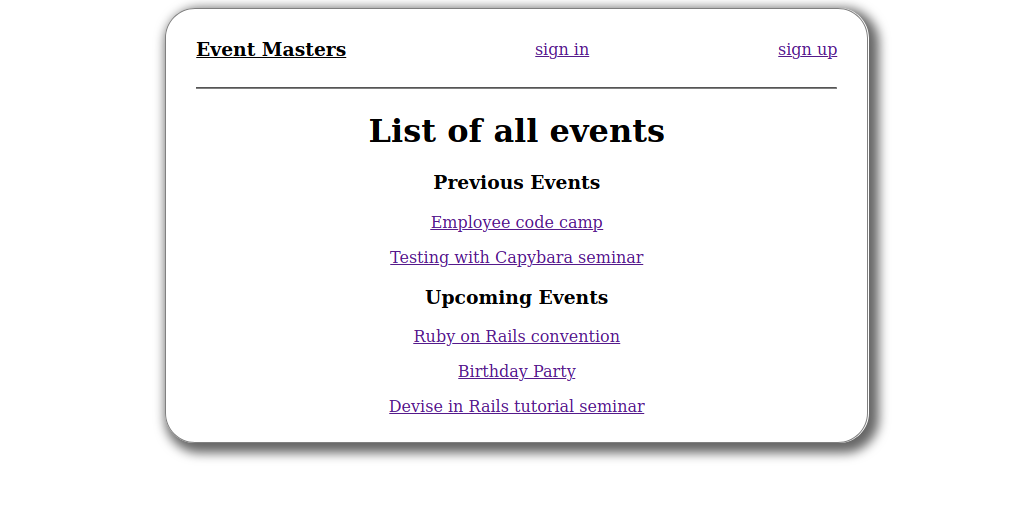 Event Masters sign in sign up
List of all events
Previous Events
Employee code camp
Testing with Capybara seminar
Upcoming Events
Ruby on Rails convention
Birthday Party
Devise in Rails tutorial seminar